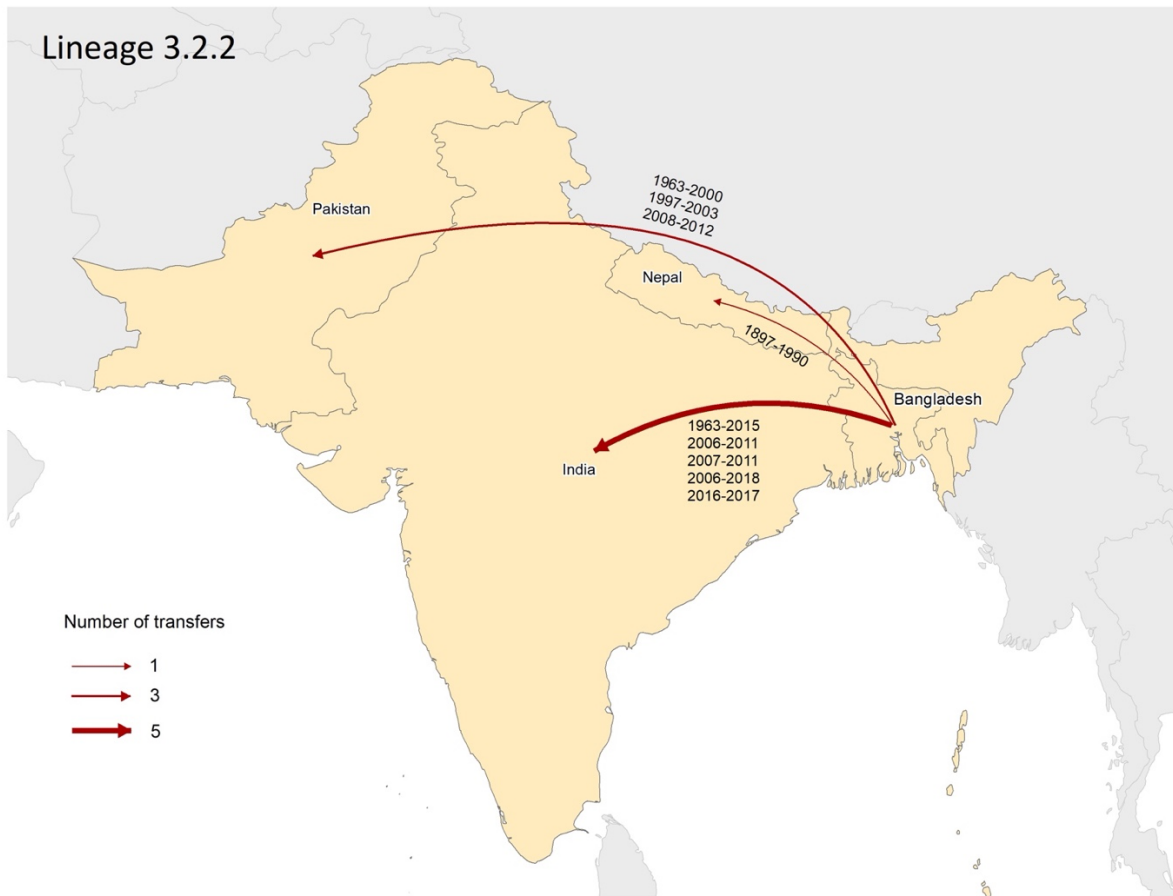 Lineage 3.2.2
1963-2000
1997-2003
2008-2012
Pakistan
Nepal
1897-1990
Bangladesh
1963-2015
2006-2011
2007-2011
2006-2018
2016-2017
India
Number of transfers
1
3
5